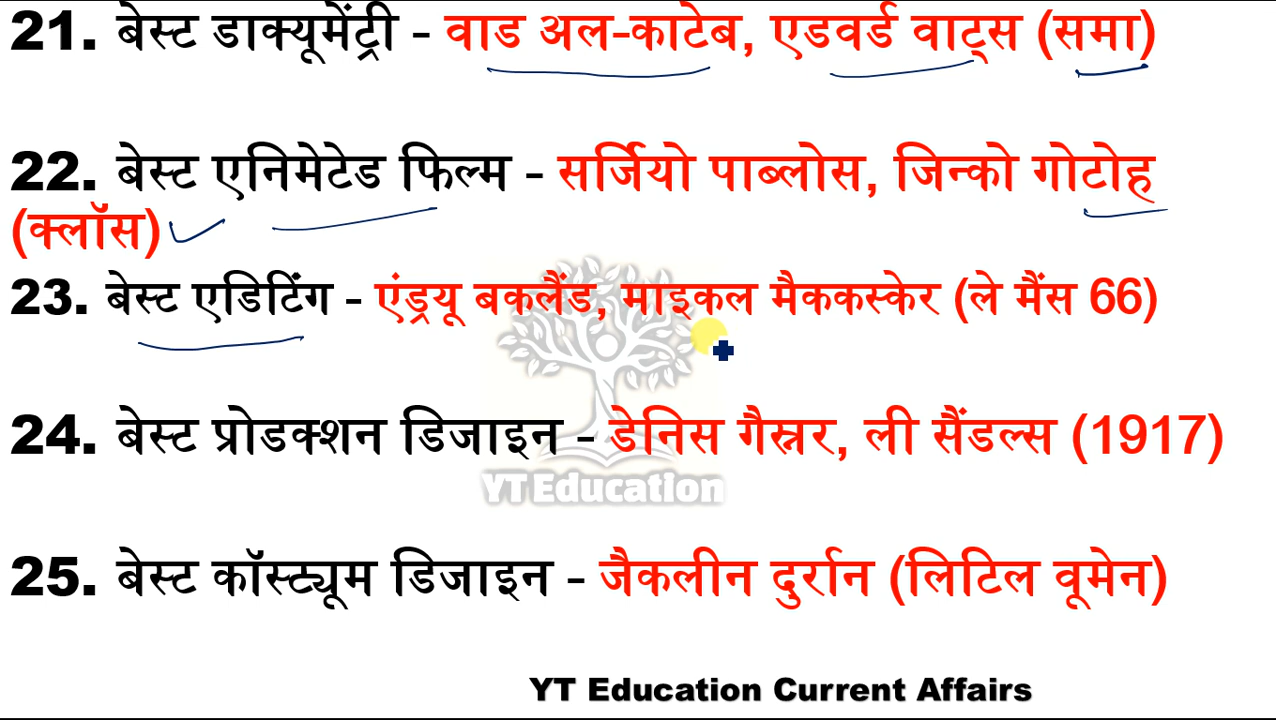 21. बेस्ट डाक्यूमेंट्री - वाड अल-काटेब, एडवर्ड वाट्स (समा)
22. बेस्ट एनिमेटेड फिल्म - सर्जियो पाब्लोस, जिन्को गोटोह
(क्लॉस)
23. बेस्ट एडिटिंग - एंड्रयू बकलैंड, माइकल मैककस्केर (ले मैंस 66)
24. बेस्ट प्रोडक्शन डिजाइन - डेनिस गैस्नर, ली सैंडल्स (1917)
YT Education
25. बेस्ट कॉस्ट्यूम डिजाइन - जैकलीन दुर्रान (लिटिल वूमेन)
YT Education Current Affairs